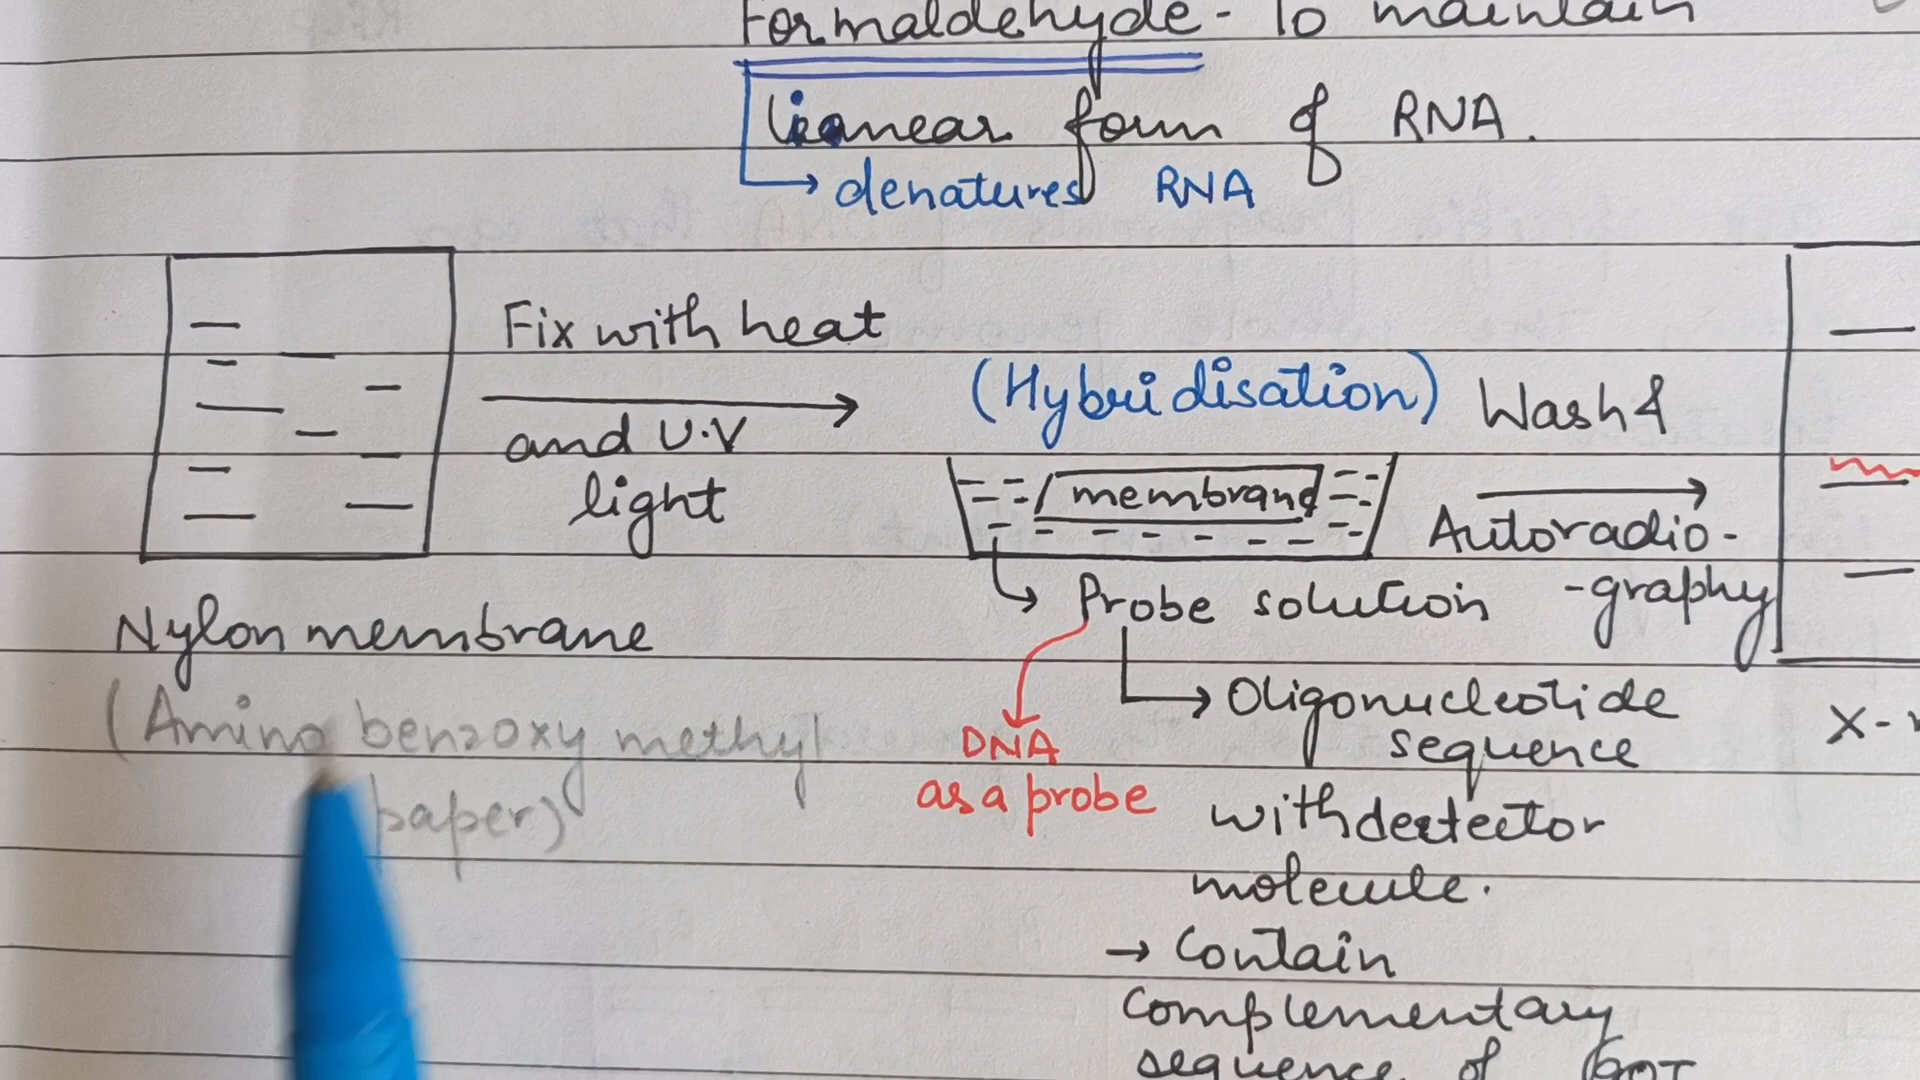 Formaldehyde - To maintain
linear form of RNA.
→ denatures RNA
Fix with heat
and U.V
light
(Hybridisation)
membrane
Wash &
Autoradio-
-graphy
Nylon membrane
(Amino benzoxy methyl
paper)
Probe solution
DNA
as a probe
→ Oligonucleotide
sequence
with detector
molecule.
X-
→ Contain
Complementary
sequence of